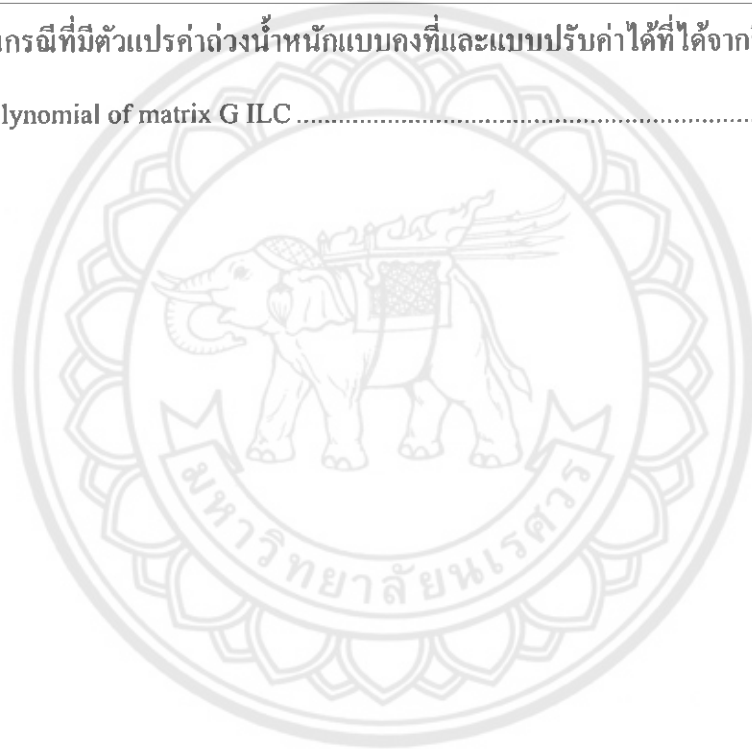 นกรณีที่มีตัวแปรค่าถ่วงน้ำหนักแบบคงที่และแบบปรับค่าได้ที่ได้จาก
lynomial of matrix G ILC ........................................................................
มหาวิทยาลัยนเรศวร